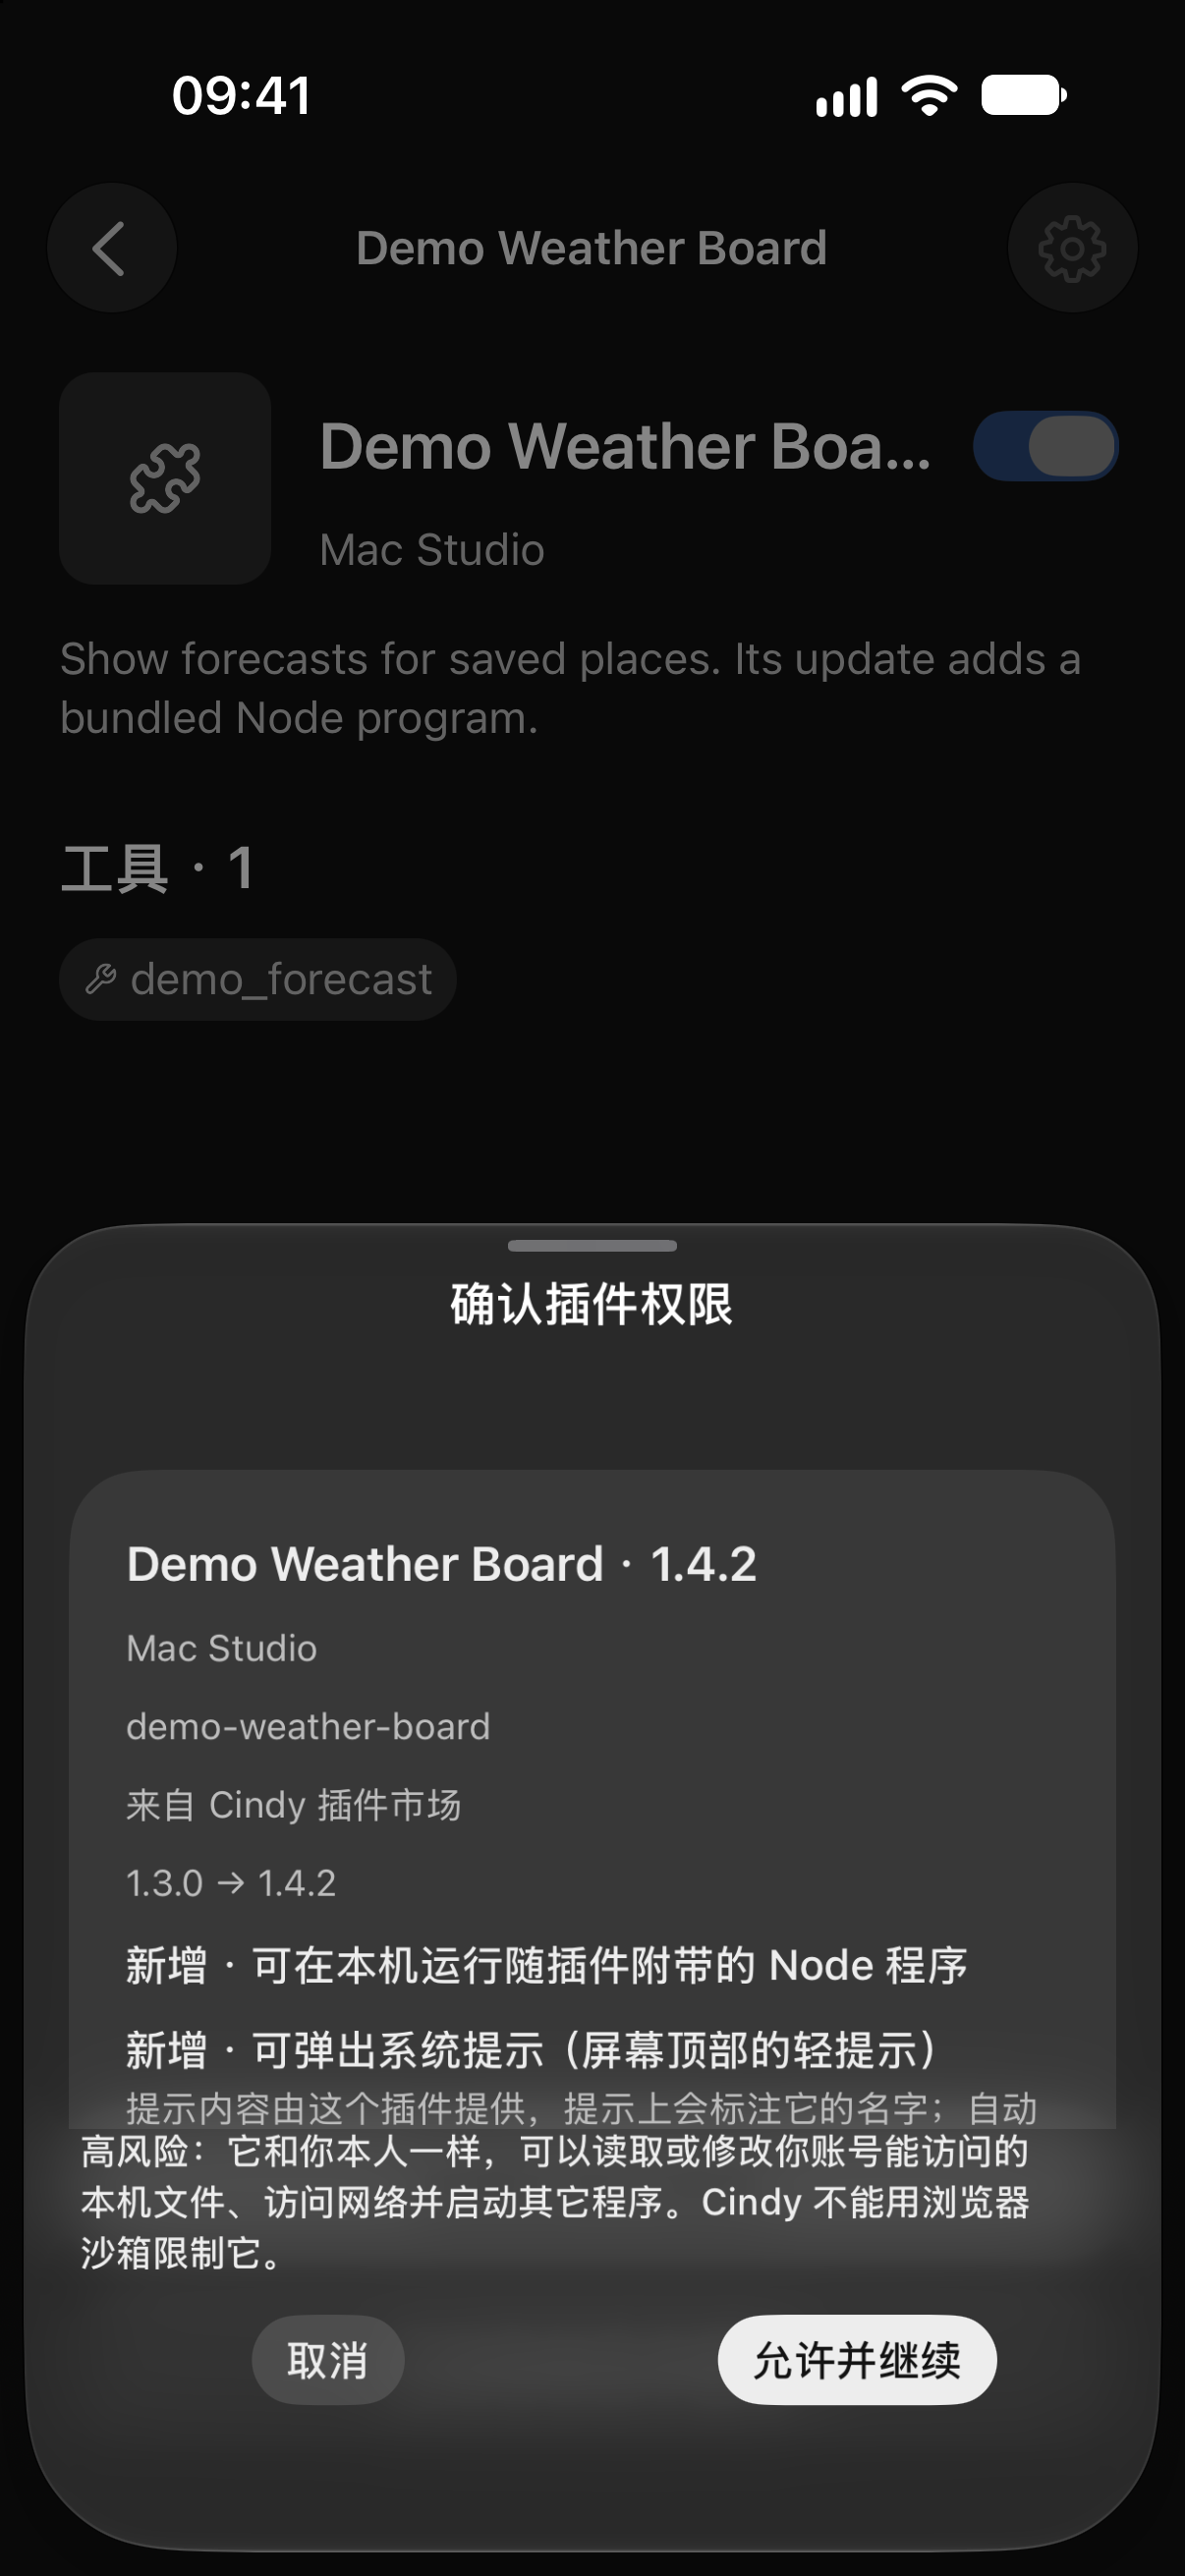 09:41
Demo Weather Board
Demo Weather Boa...
Mac Studio
Show forecasts for saved places. Its update adds a
bundled Node program.
工具 · 1
demo_forecast
确认插件权限
Demo Weather Board · 1.4.2
Mac Studio
demo-weather-board
来自 Cindy 插件市场
1.3.0 → 1.4.2
新增 · 可在本机运行随插件附带的 Node 程序
新增 · 可弹出系统提示（屏幕顶部的轻提示）
提示内容由这个插件提供，提示上会标注它的名字；自动
高风险：它和你本人一样，可以读取或修改你账号能访问的
本机文件、访问网络并启动其它程序。Cindy 不能用浏览器
沙箱限制它。
取消
允许并继续